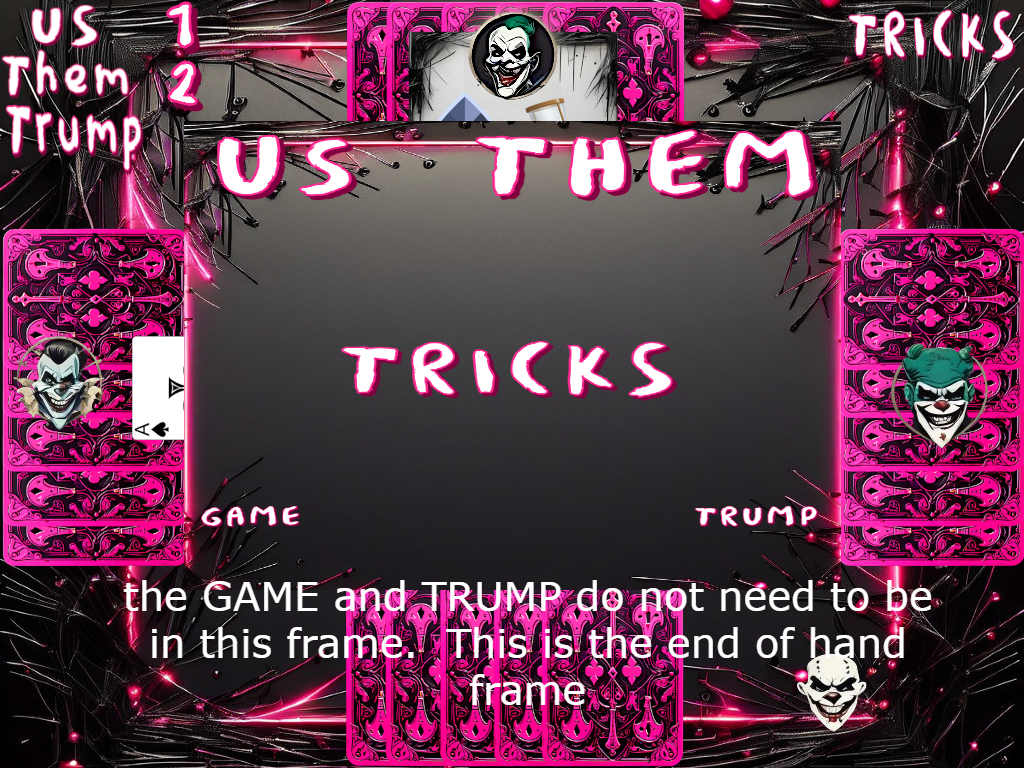 US 1
Them 2
Trump
TRICKS
US THEM
TRICKS
A
GAME
TRUMP
the GAME and TRUMP do not need to be
in this frame. This is the end of hand
frame